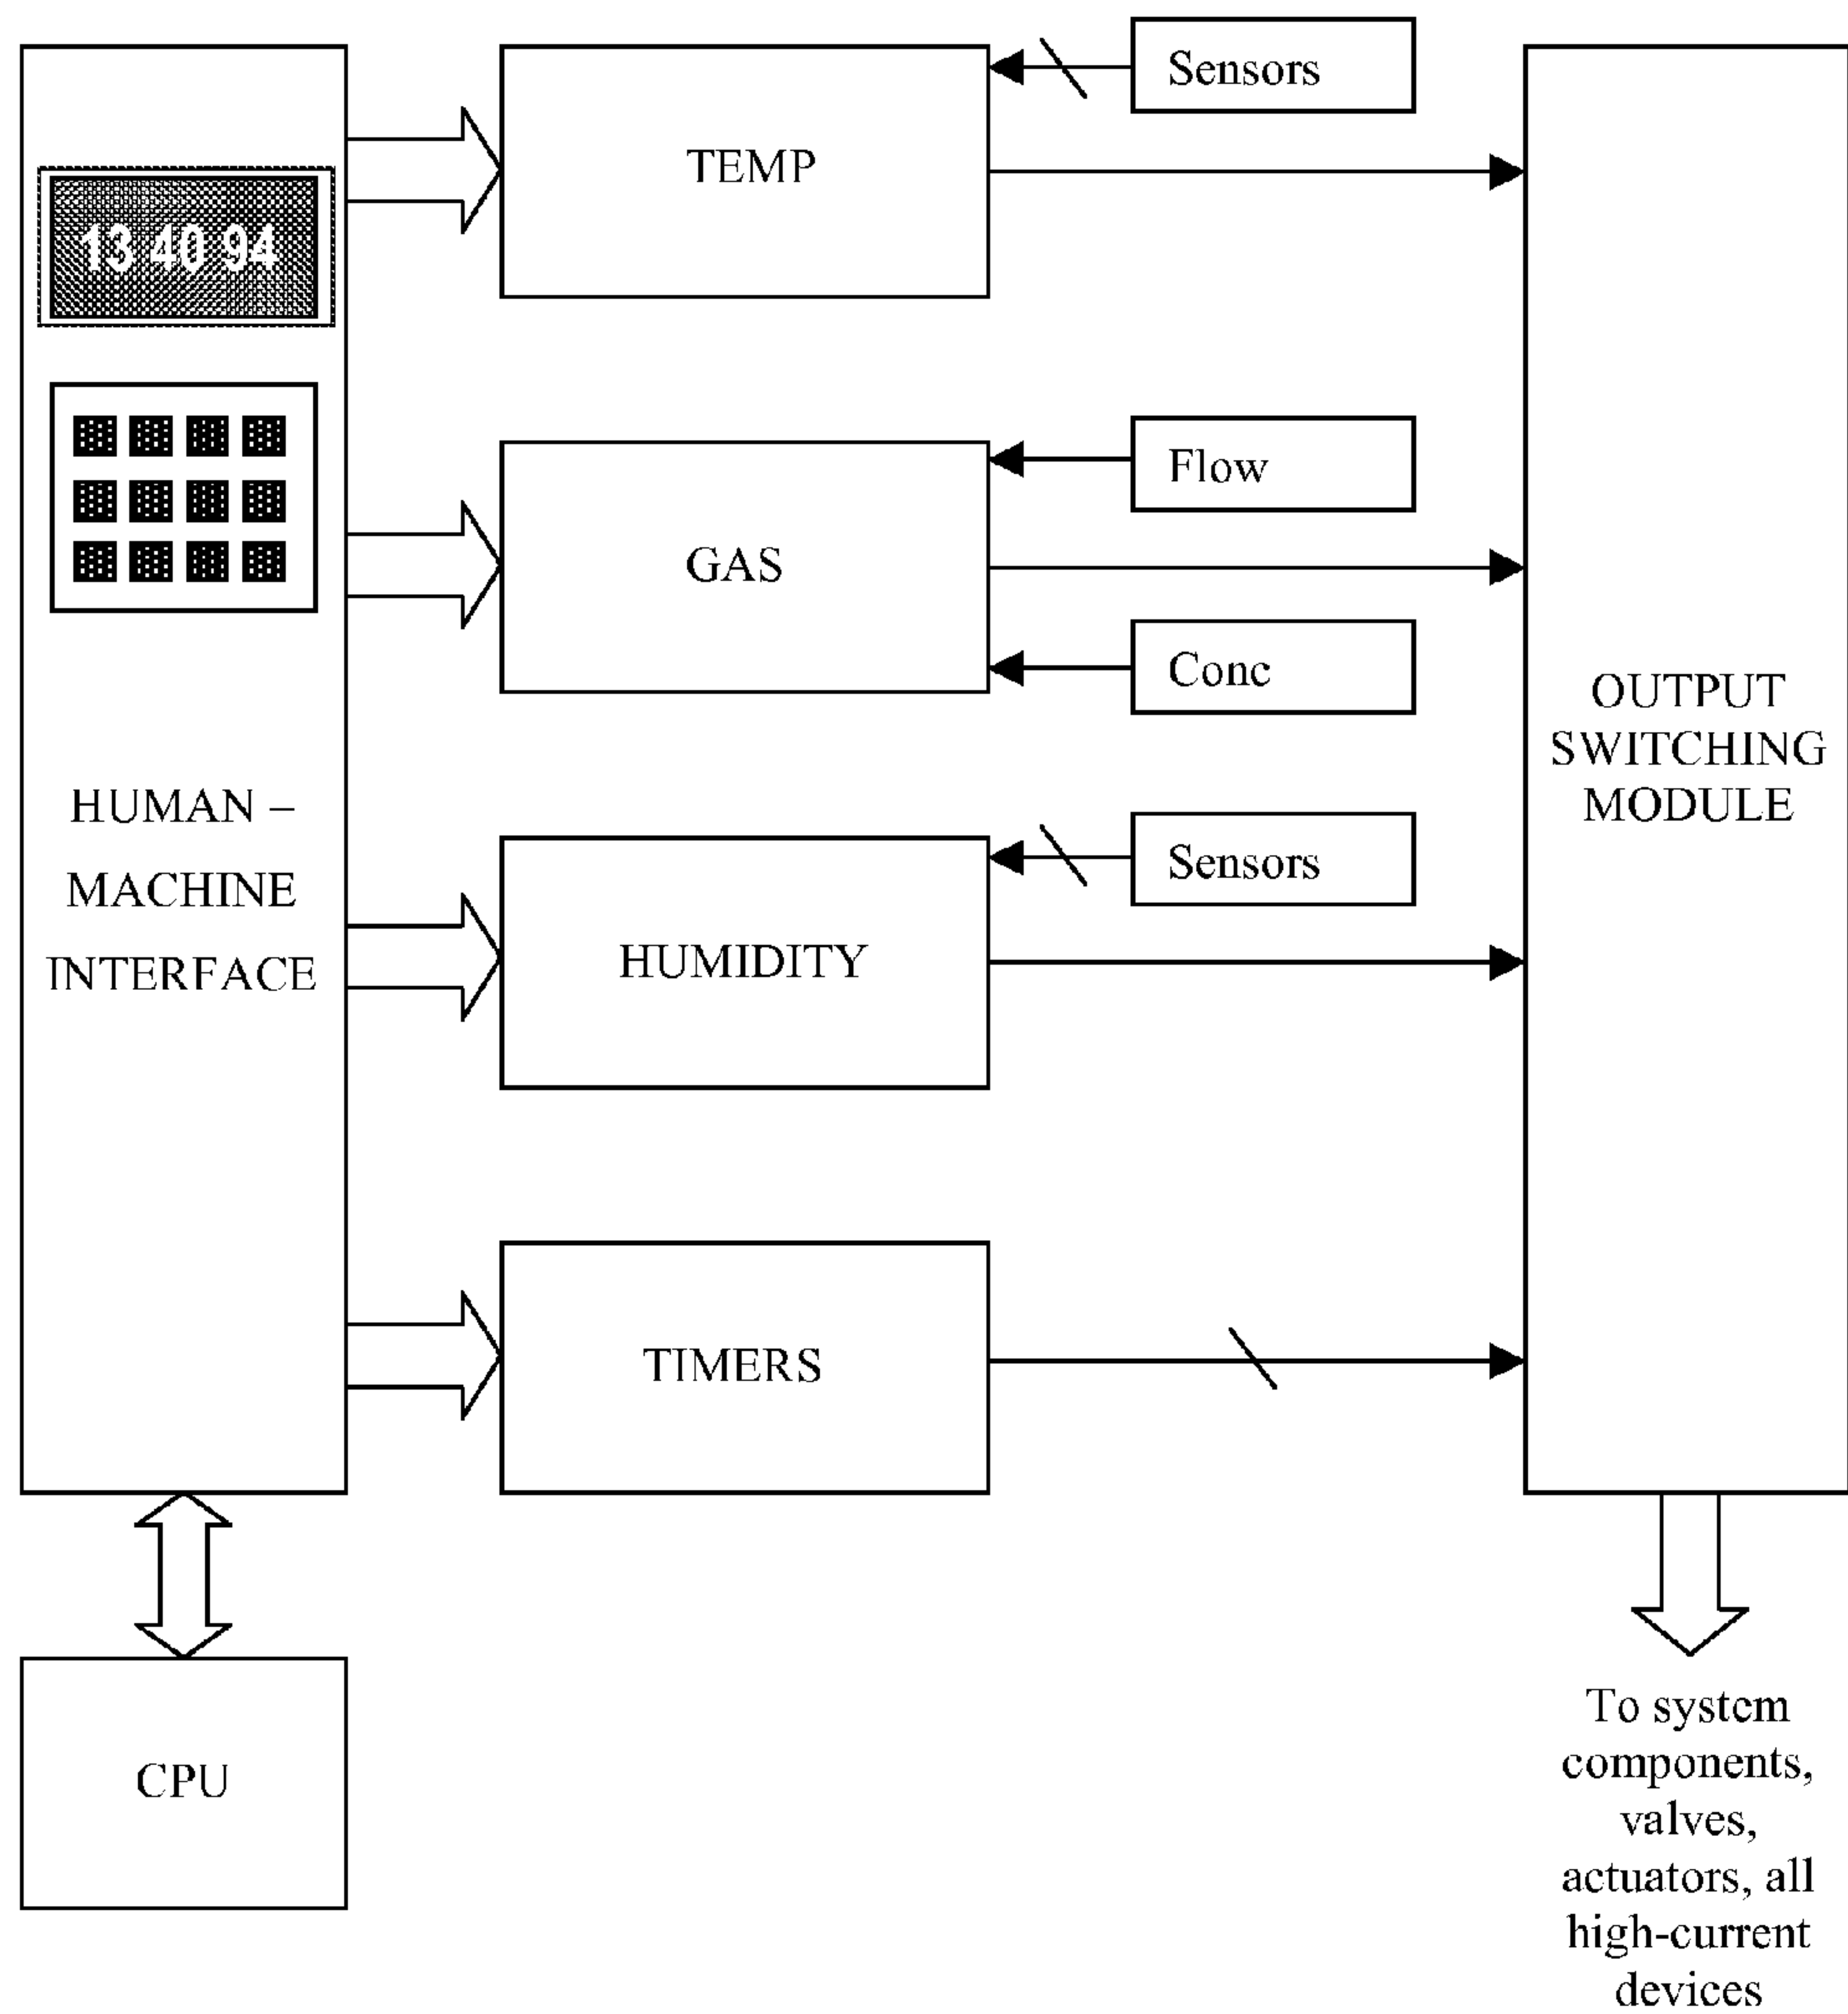 Sensors
TEMP
13 40 94
Flow
GAS
Conc
OUTPUT
SWITCHING
MODULE
HUMAN –
MACHINE
INTERFACE
Sensors
HUMIDITY
TIMERS
CPU
To system
components,
valves,
actuators, all
high-current
devices